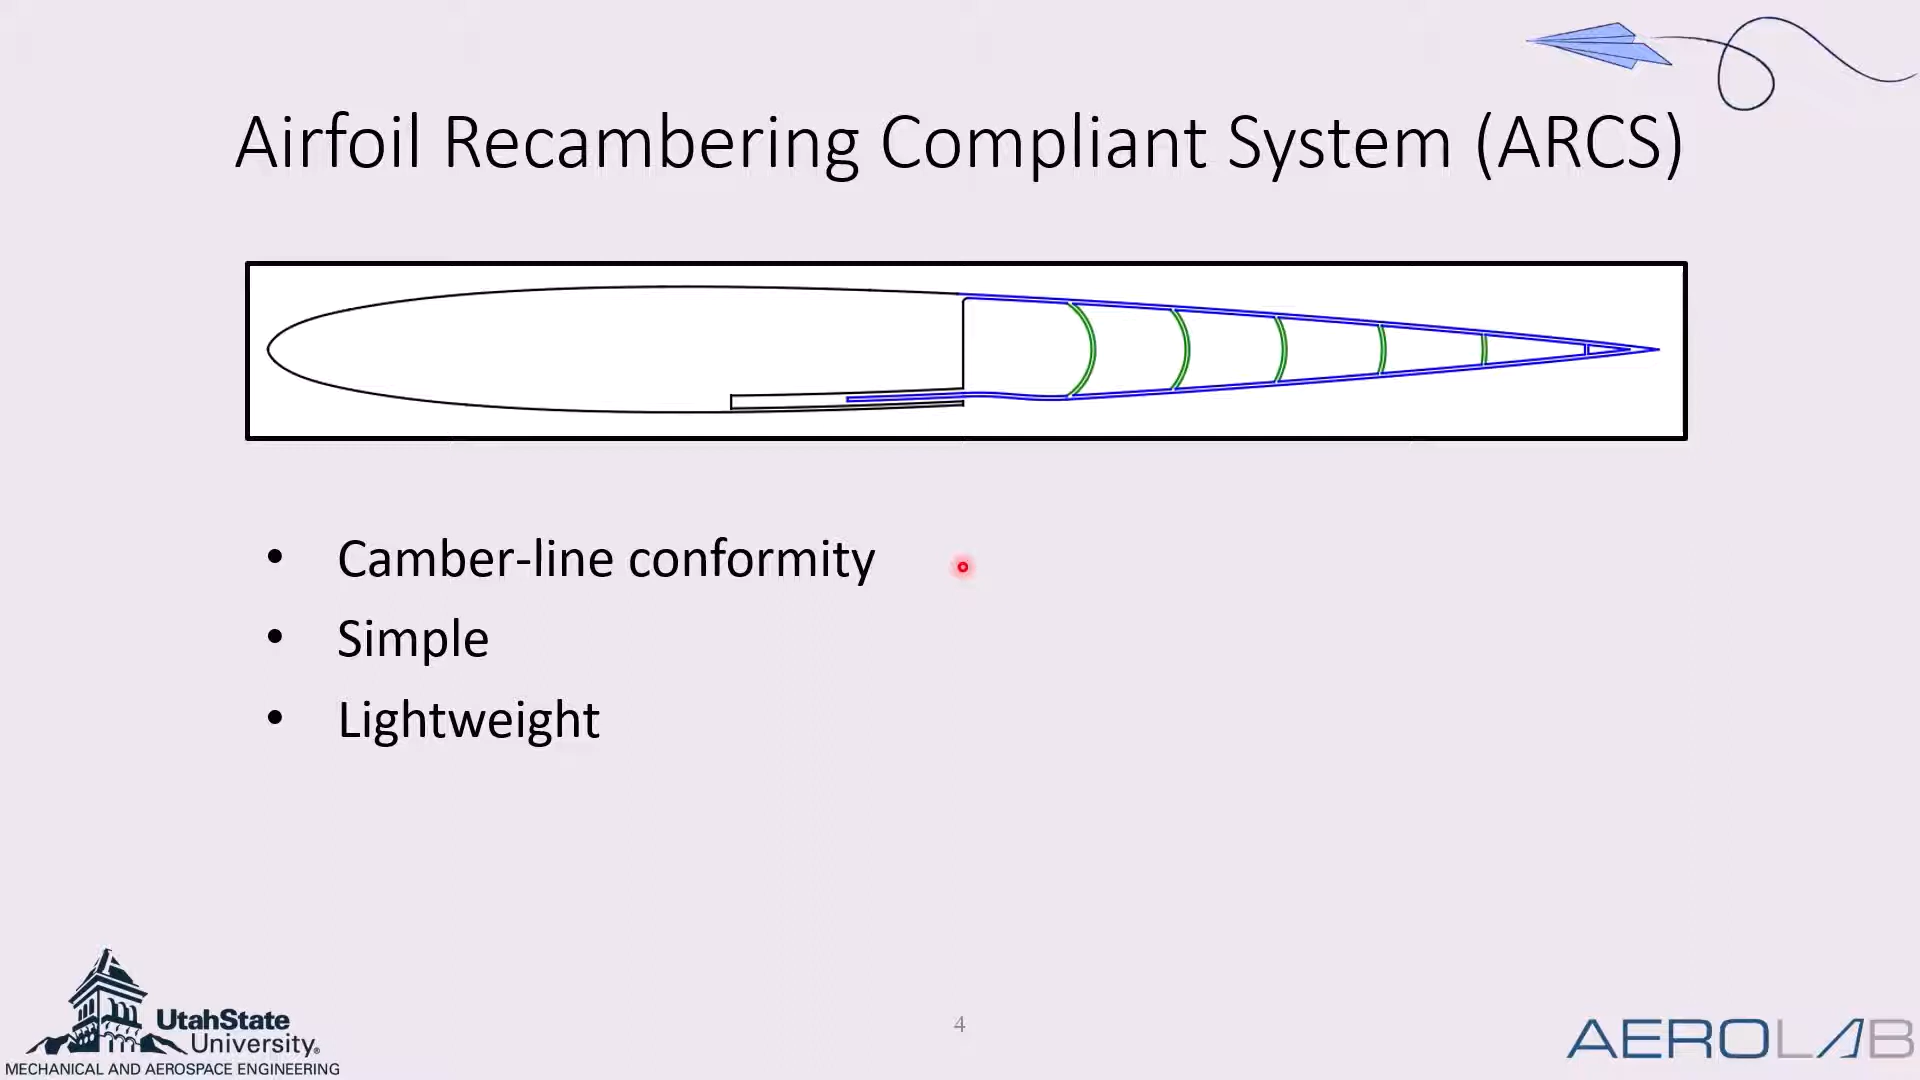 Airfoil Recambering Compliant System (ARCS)
• Camber-line conformity
• Simple
• Lightweight
UtahState
University®
MECHANICAL AND AEROSPACE ENGINEERING
4
AEROLAB